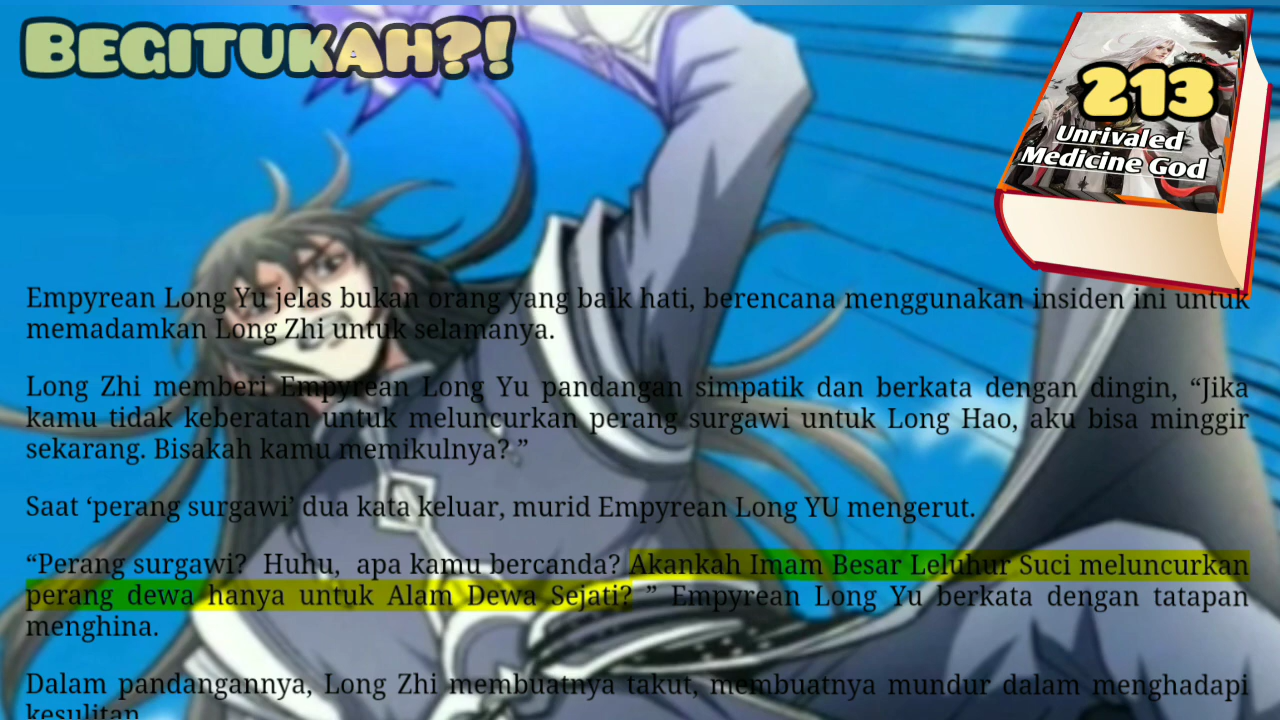 BEGITUKAH?!
213
Unrivaled
Medicine God
Empyrean Long Yu jelas bukan orang yang baik hati, berencana menggunakan insiden ini untuk
memadamkan Long Zhi untuk selamanya.
Long Zhi memberi Empyrean Long Yu pandangan simpatik dan berkata dengan dingin, “Jika
kamu tidak keberatan untuk meluncurkan perang surgawi untuk Long Hao, aku bisa minggir
sekarang. Bisakah kamu memikulnya? ”
Saat ‘perang surgawi’ dua kata keluar, murid Empyrean Long YU mengerut.
“Perang surgawi? Huhu, apa kamu bercanda? Akankah Imam Besar Leluhur Suci meluncurkan
perang dewa hanya untuk Alam Dewa Sejati? ” Empyrean Long Yu berkata dengan tatapan
menghina.
Dalam pandangannya, Long Zhi membuatnya takut, membuatnya mundur dalam menghadapi
kesulitan